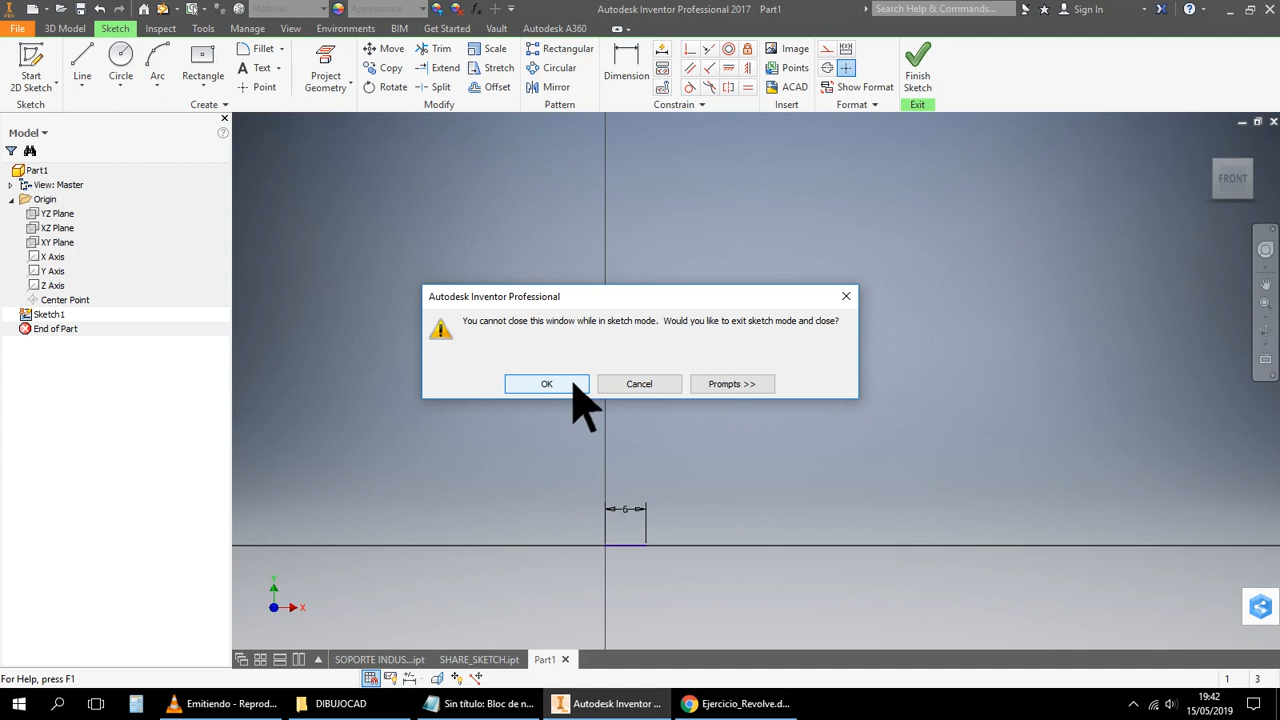 PRO
Material
Appearance
Autodesk Inventor Professional 2017 Part1
Search Help & Commands...
Sign In
File 3D Model Sketch Inspect Tools Manage View Environments BIM Get Started Vault Autodesk A360
Start 2D Sketch
Line Circle Arc Rectangle
Fillet
Text
Point
Project Geometry
Move Trim Scale
Copy Extend Stretch
Rotate Split Offset
Rectangular
Circular
Mirror
Dimension
Image
Points
ACAD
Show Format
Finish Sketch
Sketch Create Modify Pattern Constrain Insert Format Exit
Model
Part1
View: Master
Origin
YZ Plane
XZ Plane
XY Plane
X Axis
Y Axis
Z Axis
Center Point
Sketch1
End of Part
FRONT
Autodesk Inventor Professional
You cannot close this window while in sketch mode. Would you like to exit sketch mode and close?
OK Cancel Prompts >>
6
Y
X
SOPORTE INDUS...ipt SHARE_SKETCH.ipt Part1
For Help, press F1
1 3
Emitiendo - Reprod... DIBUJOCAD Sin título: Bloc de n... Autodesk Inventor ... Ejercicio_Revolve.d...
19:42
15/05/2019